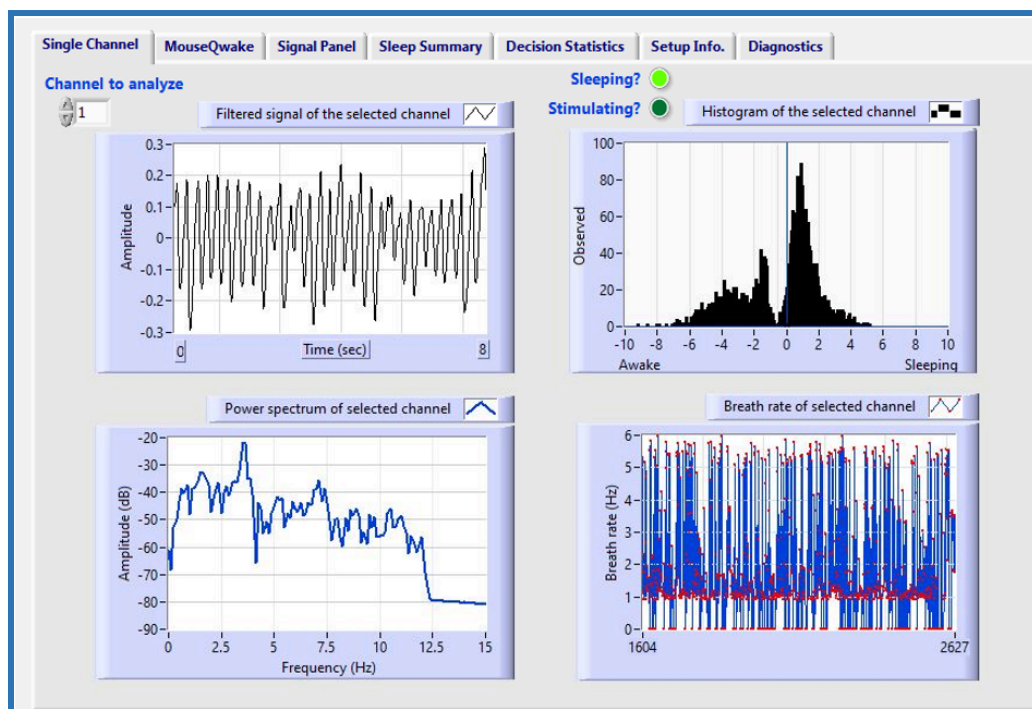 Single Channel MouseQwake Signal Panel Sleep Summary Decision Statistics Setup Info. Diagnostics
Channel to analyze
1
Sleeping?
Stimulating?
Filtered signal of the selected channel
Amplitude
0.3
0.2
0.1
0
-0.1
-0.2
-0.3
0 Time (sec) 8
Histogram of the selected channel
Observed
100
80
60
40
20
0
-10 -8 -6 -4 -2 0 2 4 6 8 10
Awake Sleeping
Power spectrum of selected channel
Amplitude (dB)
-20
-30
-40
-50
-60
-70
-80
-90
0 2.5 5 7.5 10 12.5 15
Frequency (Hz)
Breath rate of selected channel
Breath rate (Hz)
6
5
4
3
2
1
0
1604 2627